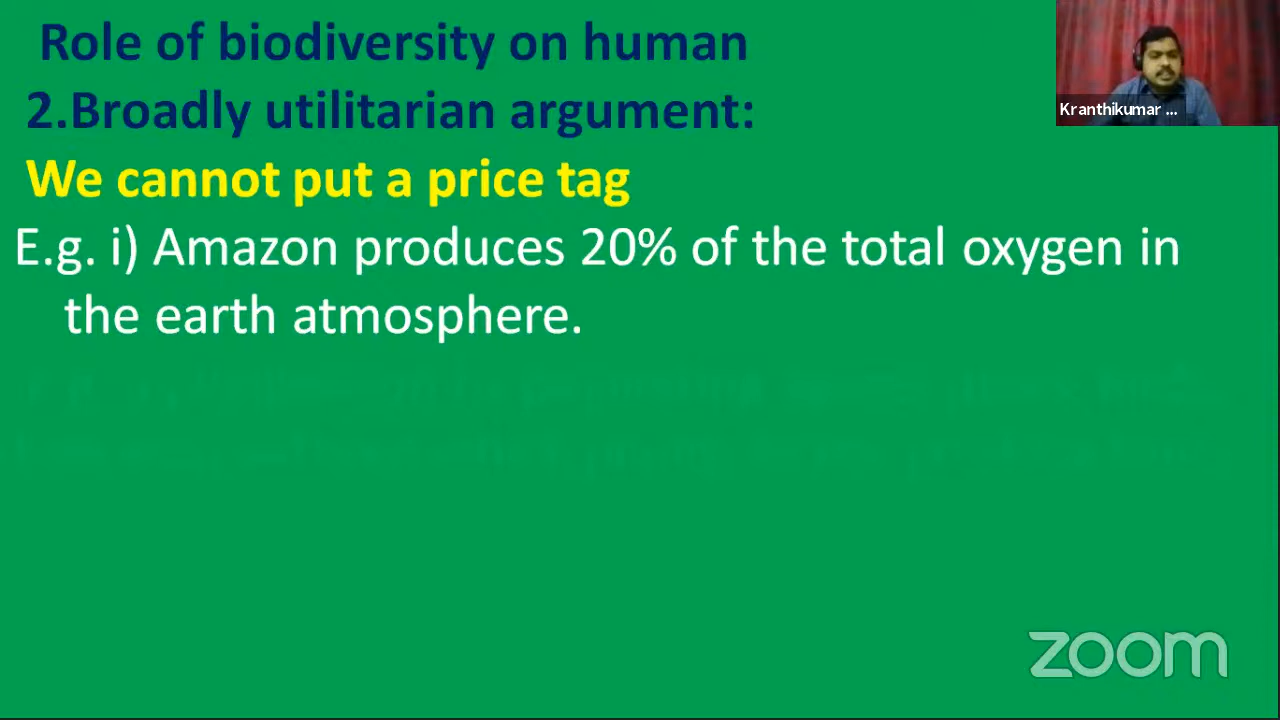 Role of biodiversity on human
2.Broadly utilitarian argument:
We cannot put a price tag
E.g. i) Amazon produces 20% of the total oxygen in
the earth atmosphere.
Kranthikumar ...
zoom